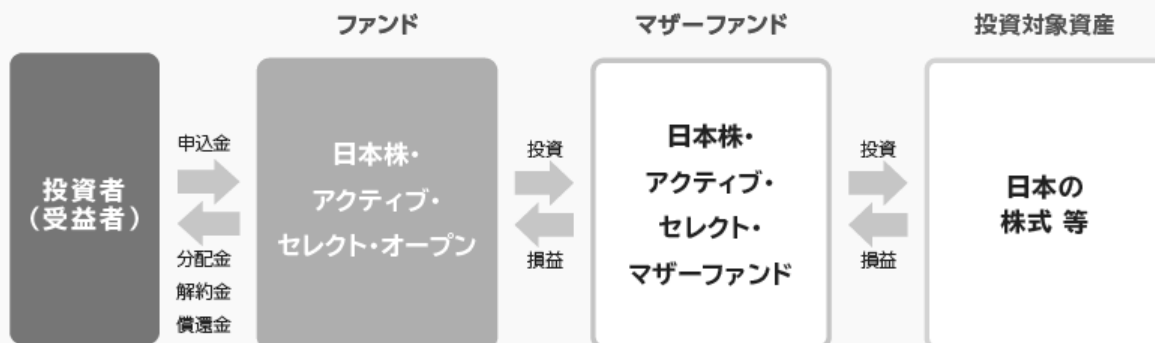 ファンド
マザーファンド
投資対象資産
投資者
(受益者)
申込金
分配金
解約金
償還金
日本株・
アクティブ・
セレクト・オープン
投資
損益
日本株・
アクティブ・
セレクト・
マザーファンド
投資
損益
日本の
株式 等